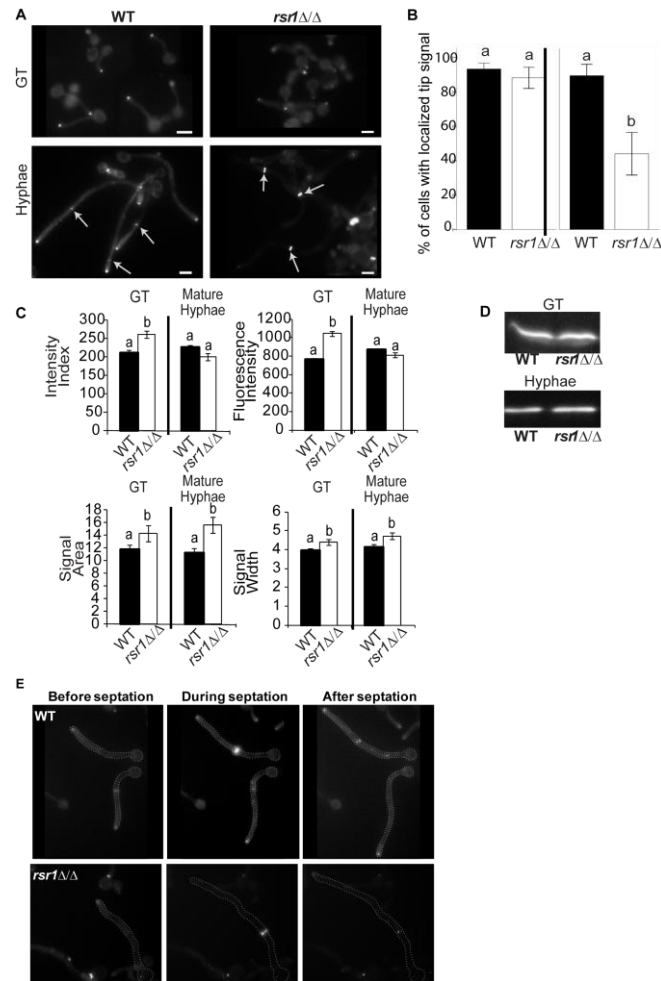 A
WT
rsr1Δ/Δ
GT
Hyphae
B
% of cells with localized tip signal
100
80
60
40
20
0
a
a
a
b
WT
rsr1Δ/Δ
WT
rsr1Δ/Δ
C
GT
Mature
Hyphae
Intensity
Index
300
250
200
150
100
50
0
a
b
a
a
WT
rsr1Δ/Δ
WT
rsr1Δ/Δ
GT
Mature
Hyphae
Fluorescence
Intensity
1400
1200
1000
800
600
400
200
0
a
b
a
a
WT
rsr1Δ/Δ
WT
rsr1Δ/Δ
D
GT
WT
rsr1Δ/Δ
Hyphae
WT
rsr1Δ/Δ
GT
Mature
Hyphae
Signal
Area
18
16
14
12
10
8
6
4
2
0
a
b
a
b
WT
rsr1Δ/Δ
WT
rsr1Δ/Δ
GT
Mature Hyphae
Signal
Width
6
5
4
3
2
1
0
a
b
a
b
WT
rsr1Δ/Δ
WT
rsr1Δ/Δ
E
Before septation
During septation
After septation
WT
rsr1Δ/Δ